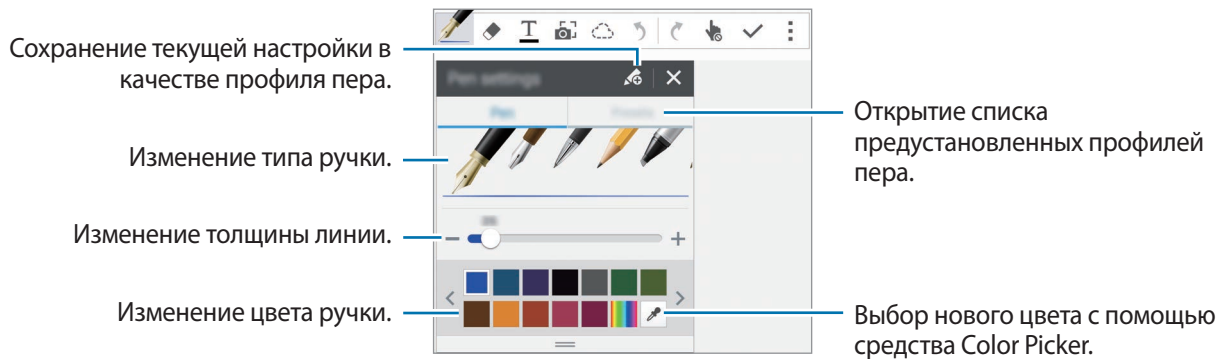 Сохранение текущей настройки в
качестве профиля пера.
Изменение типа ручки.
Изменение толщины линии.
Изменение цвета ручки.
T
Pen settings
Pen
Открытие списка
предустановленных профилей
пера.
Выбор нового цвета с помощью
средства Color Picker.